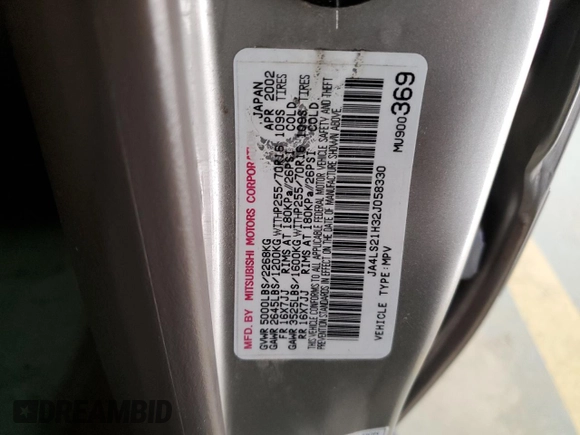 MFD. BY MITSUBISHI MOTORS CORPORATION JAPAN
GVWR 5000LBS/2268KG APR 2002
GAWR 2645LBS/1200KG WITH P255/70R16 109S TIRES
FR 16X7JJ RIMS AT 180KPa/26PSI COLD.
GAWR 3525LBS/1600KG WITH P255/70R16 109S TIRES
RR 16X7JJ RIMS AT 180KPa/26PSI COLD.
THIS VEHICLE CONFORMS TO ALL APPLICABLE FEDERAL MOTOR VEHICLE SAFETY AND THEFT
PREVENTION STANDARDS IN EFFECT ON THE DATE OF MANUFACTURE SHOWN ABOVE.
JA4LS21H32J058330
VEHICLE TYPE:MPV MU900369
DREAMBID